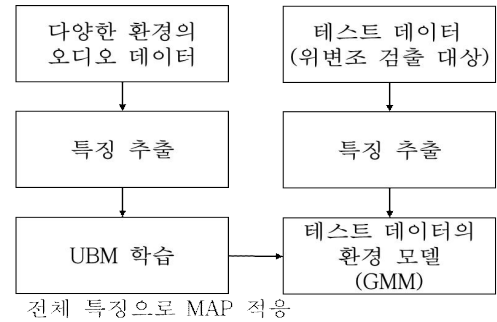 다양한 환경의
오디오 데이터
테스트 데이터
(위변조 검출 대상)
특징 추출
특징 추출
UBM 학습
테스트 데이터의
환경 모델
(GMM)
전체 특징으로 MAP 적응